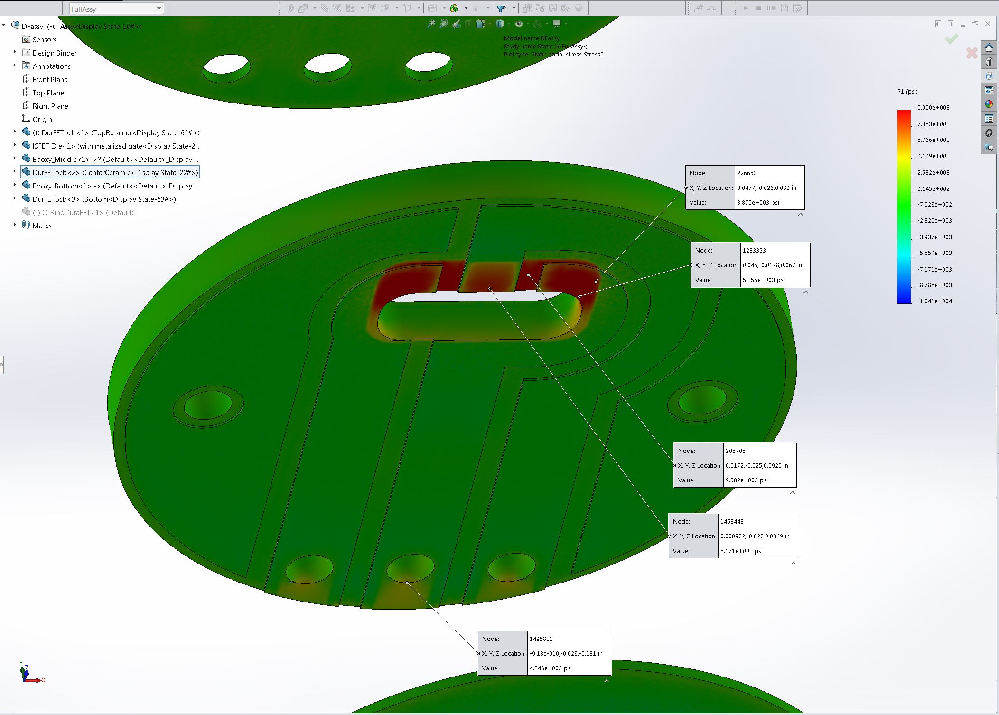 FullAssy
DFassy (FullAssy<Display State-10#>)
Sensors
Design Binder
Annotations
Front Plane
Top Plane
Right Plane
Origin
(f) DurFETpcb<1> (TopRetainer<Display State-61#>)
ISFET Die<1> (with metalized gate<Display State-2...
Epoxy_Middle<1>->? (Default<<Default>_Display ...
DurFETpcb<2> (CenterCeramic<Display State-22#>)
Epoxy_Bottom<1> -> (Default<<Default>_Display ...
DurFETpcb<3> (Bottom<Display State-53#>)
(-) O-RingDuraFET<1> (Default)
Mates
Model name:DFassy
Study name:Static 1(-FullAssy-)
Plot type: Static nodal stress Stress9
P1 (psi)
9.000e+003
7.383e+003
5.766e+003
4.149e+003
2.532e+003
9.145e+002
-7.026e+002
-2.320e+003
-3.937e+003
-5.554e+003
-7.171e+003
-8.788e+003
-1.041e+004
Node: 226653
X, Y, Z Location: 0.0477,-0.026,0.089 in
Value: 8.870e+003 psi
Node: 1283353
X, Y, Z Location: 0.045,-0.0178,0.067 in
Value: 5.355e+003 psi
Node: 208708
X, Y, Z Location: 0.0172,-0.025,0.0929 in
Value: 9.582e+003 psi
Node: 1453448
X, Y, Z Location: 0.000962,-0.026,0.0849 in
Value: 8.171e+003 psi
Node: 1495833
X, Y, Z Location: -9.18e-010,-0.026,-0.131 in
Value: 4.846e+003 psi
Y
Z
X